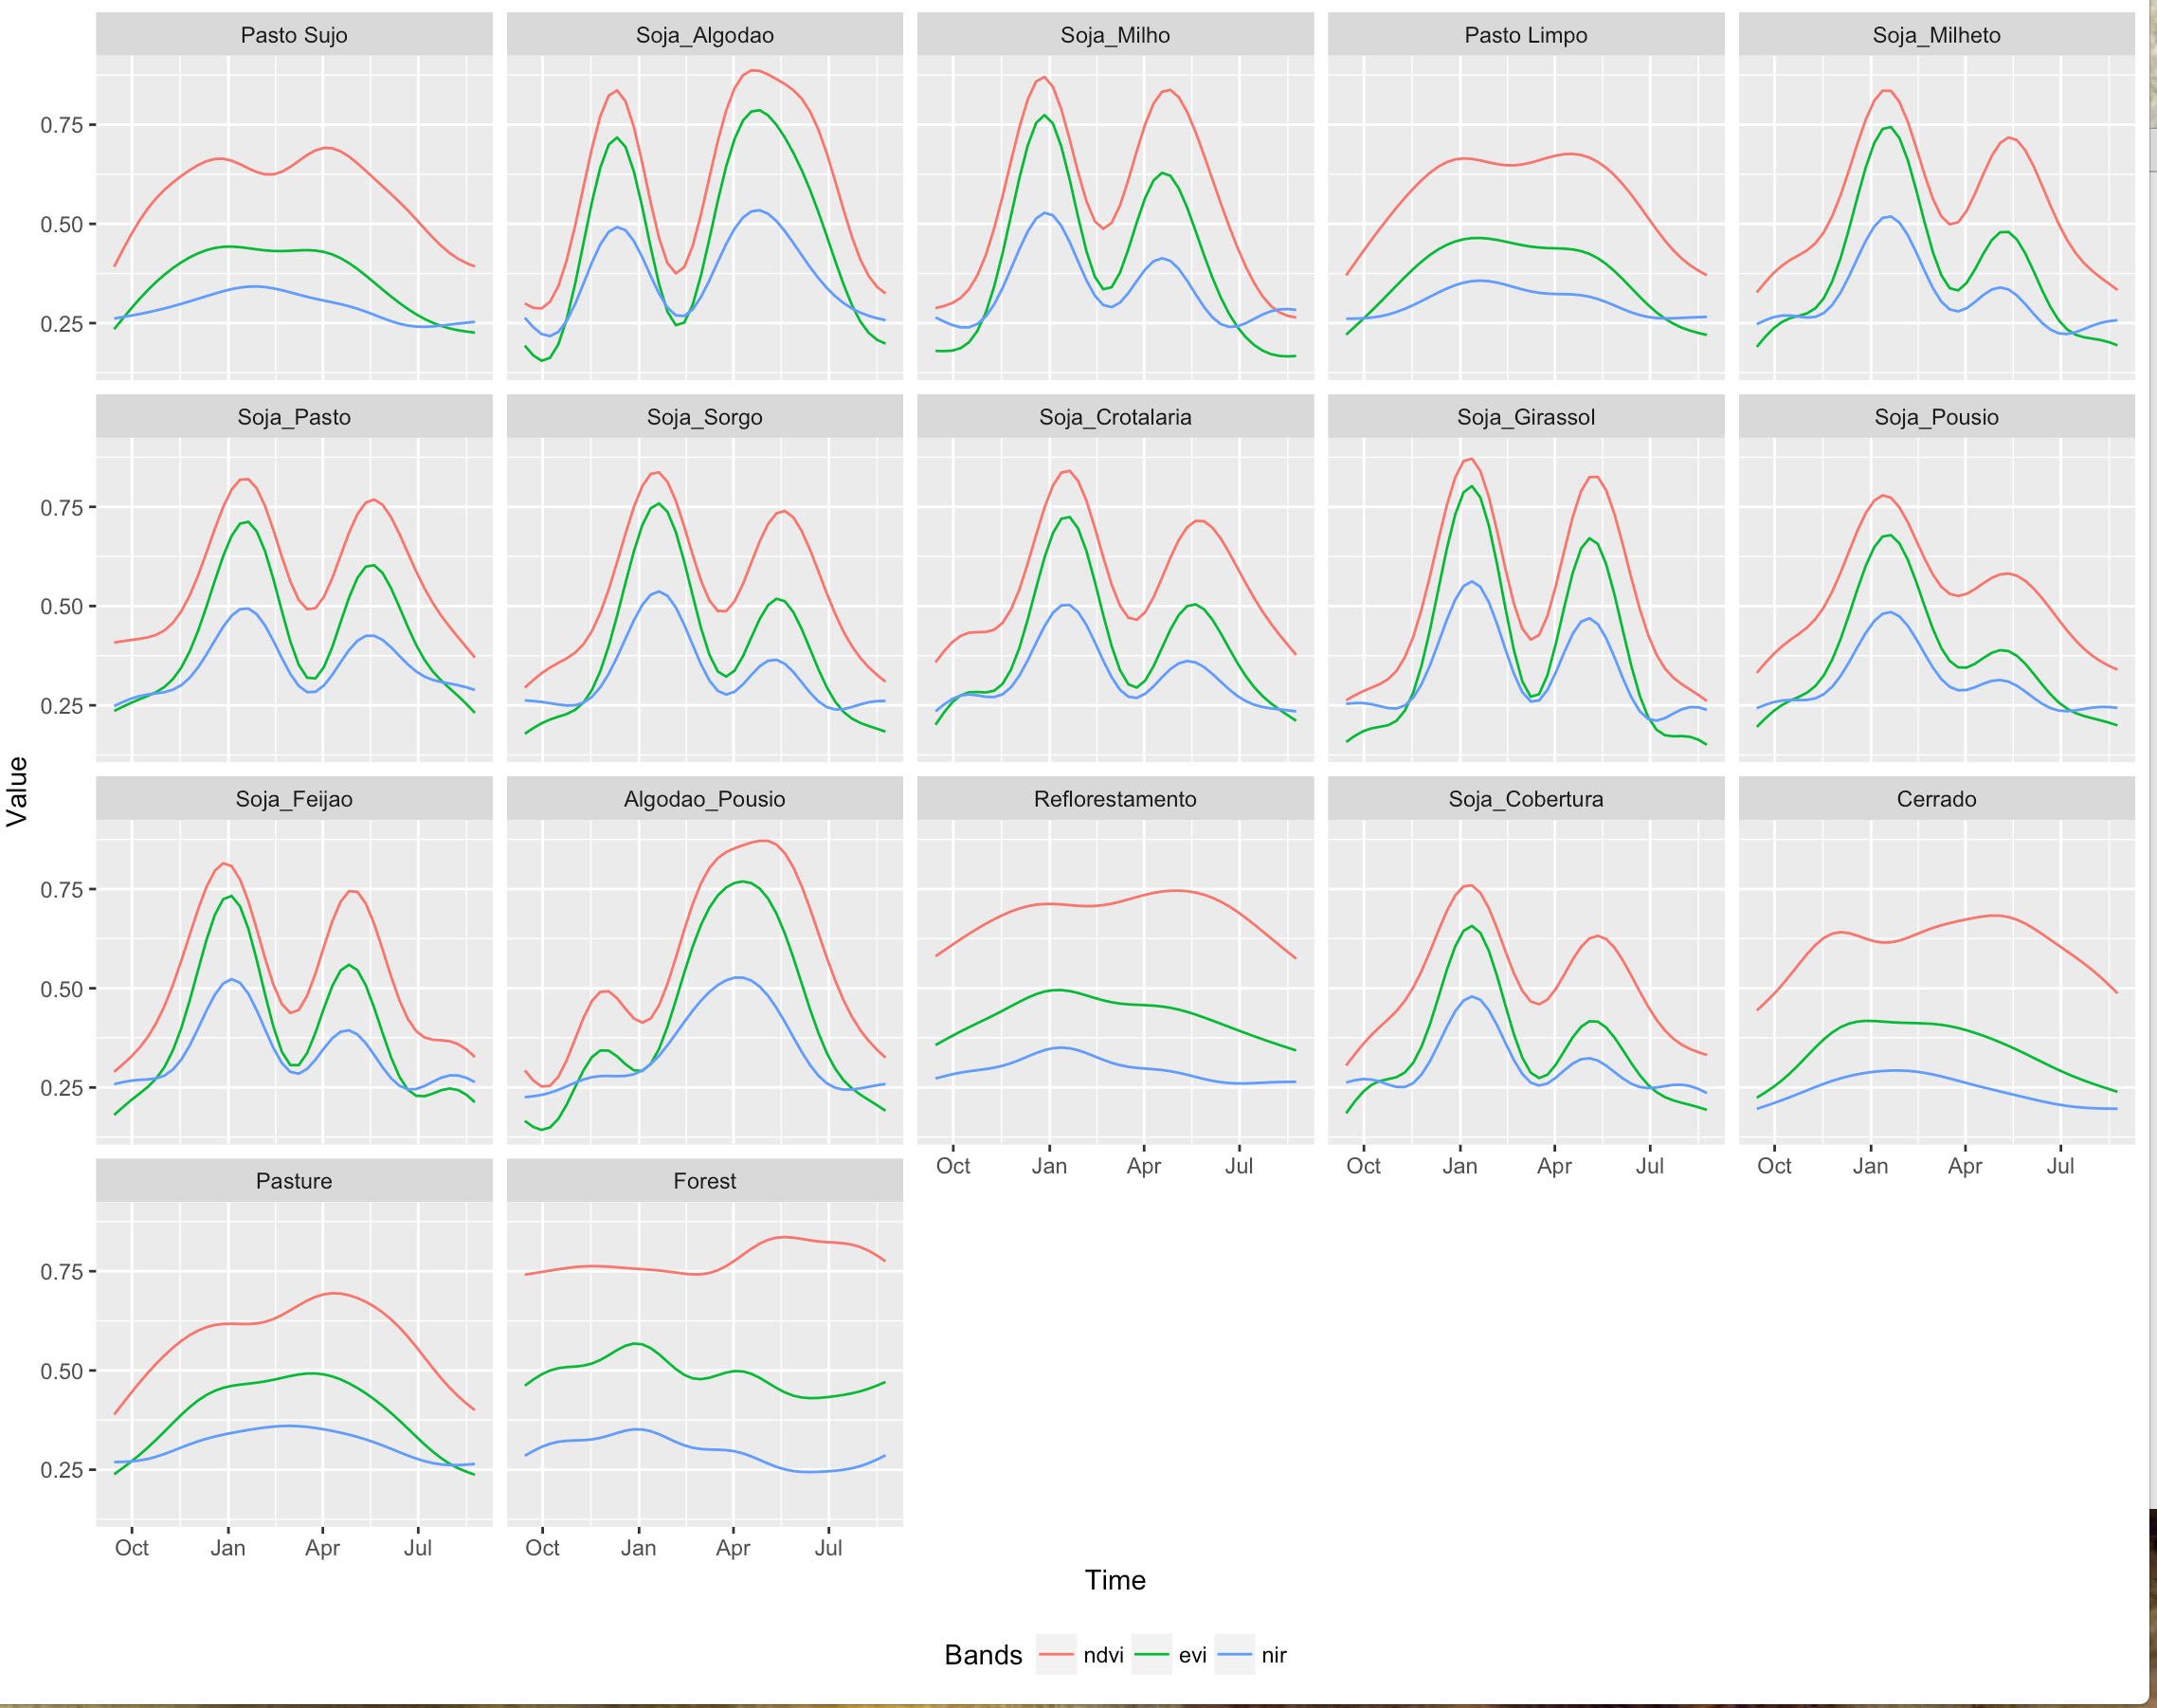 Pasto Sujo Soja_Algodao Soja_Milho Pasto Limpo Soja_Milheto
0.75
0.50
0.25
Soja_Pasto Soja_Sorgo Soja_Crotalaria Soja_Girassol Soja_Pousio
0.75
0.50
0.25
Value
Soja_Feijao Algodao_Pousio Reflorestamento Soja_Cobertura Cerrado
0.75
0.50
0.25
Oct Jan Apr Jul Oct Jan Apr Jul Oct Jan Apr Jul
Pasture Forest
0.75
0.50
0.25
Oct Jan Apr Jul Oct Jan Apr Jul
Time
Bands ndvi evi nir